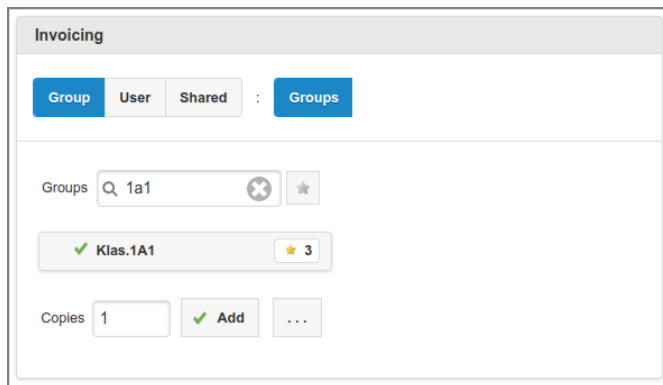 Invoicing
Group User Shared : Groups
Groups 1a1
Klas.1A1 3
Copies 1 Add ...